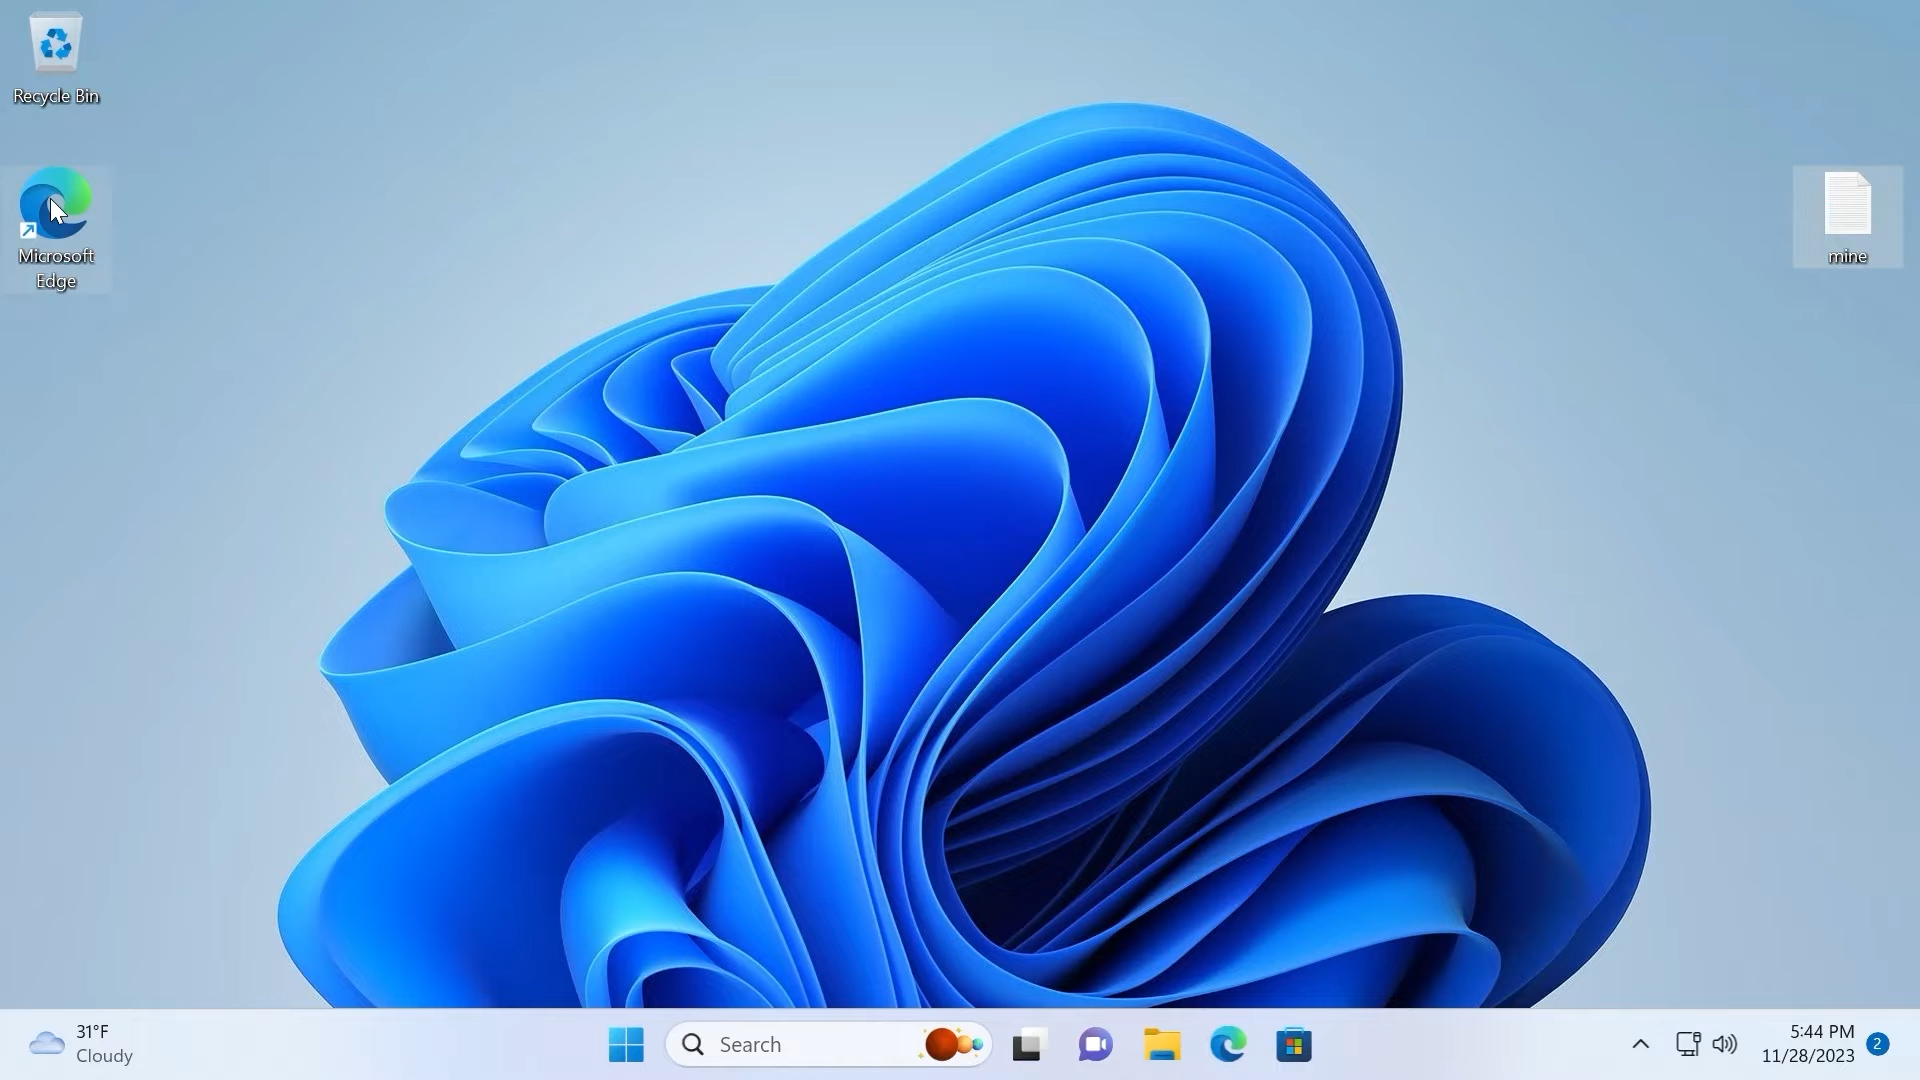 Recycle Bin
Microsoft
Edge
mine
31°F
Cloudy
Search
5:44 PM
11/28/2023
2